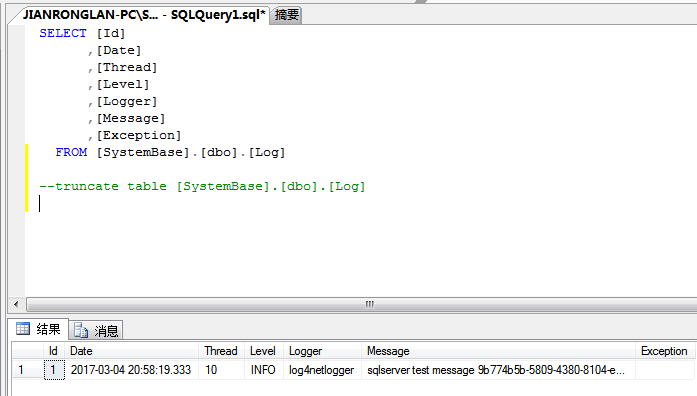 JIANRONGLAN-PC\S... - SQLQuery1.sql* 摘要
SELECT [Id]
,[Date]
,[Thread]
,[Level]
,[Logger]
,[Message]
,[Exception]
FROM [SystemBase].[dbo].[Log]
--truncate table [SystemBase].[dbo].[Log]
结果 消息
Id Date Thread Level Logger Message Exception
1 1 2017-03-04 20:58:19.333 10 INFO log4netlogger sqlserver test message 9b774b5b-5809-4380-8104-e...